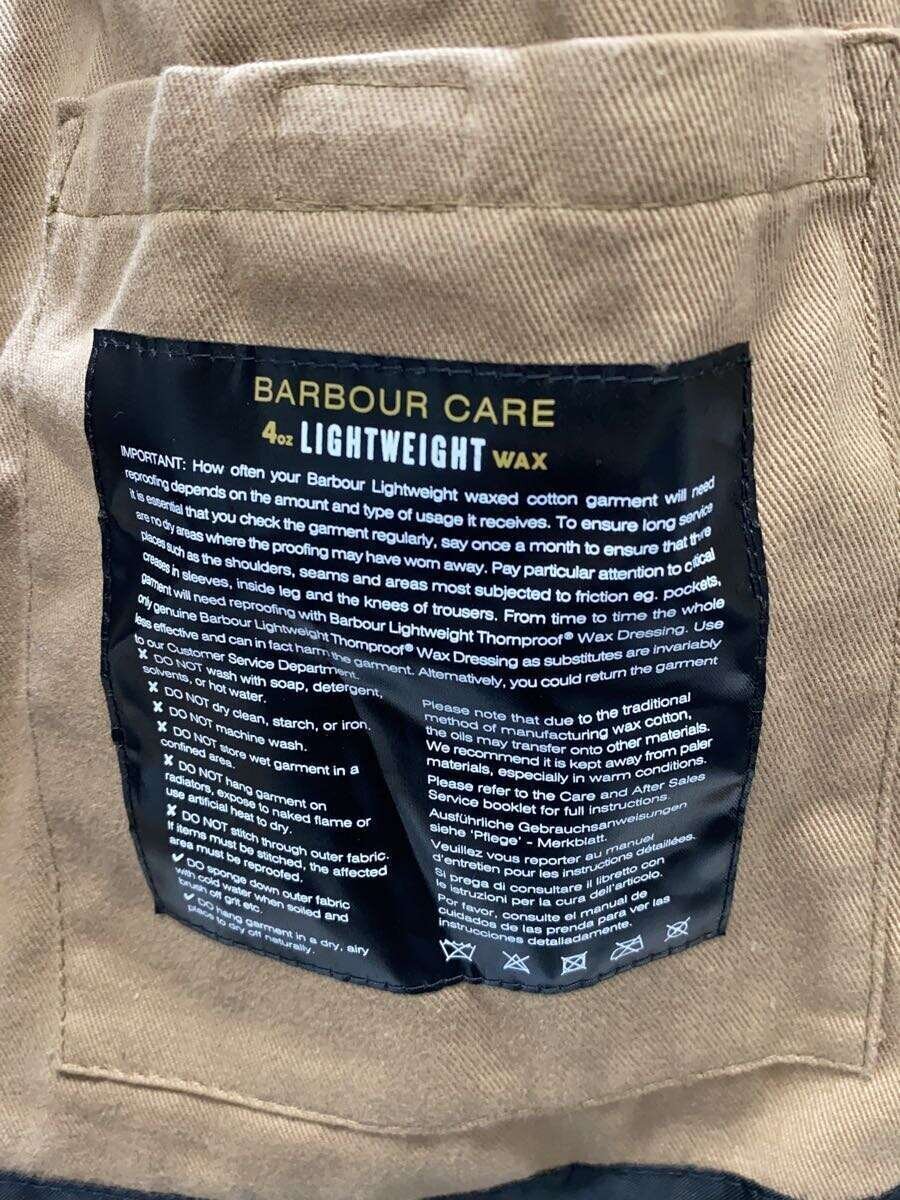 BARBOUR CARE
4oz LIGHTWEIGHT WAX
IMPORTANT: How often your Barbour Lightweight waxed cotton garment will need
reproofing depends on the amount and type of usage it receives. To ensure long service
it is essential that you check the garment regularly, say once a month to ensure that there
are no dry areas where the proofing may have worn away. Pay particular attention to critical
places such as the shoulders, seams and areas most subjected to friction eg. pockets,
creases in sleeves, inside leg and the knees of trousers. From time to time the whole
garment will need reproofing with Barbour Lightweight Thornproof® Wax Dressing. Use
only genuine Barbour Lightweight Thornproof® Wax Dressing as substitutes are invariably
less effective and can in fact harm the garment. Alternatively, you could return the garment
to our Customer Service Department.
✗ DO NOT wash with soap, detergent,
solvents, or hot water.
✗ DO NOT dry clean, starch, or iron.
✗ DO NOT machine wash.
✗ DO NOT store wet garment in a
confined area.
✗ DO NOT hang garment on
radiators, expose to naked flame or
use artificial heat to dry.
✗ DO NOT stitch through outer fabric.
If items must be stitched, the affected
area must be reproofed.
✓ DO sponge down outer fabric
with cold water when soiled and
brush off grit etc.
✓ DO hang garment in a dry, airy
place to dry off naturally.
Please note that due to the traditional
method of manufacturing wax cotton,
the oils may transfer onto other materials.
We recommend it is kept away from paler
materials, especially in warm conditions.
Please refer to the Care and After Sales
Service booklet for full instructions.
Ausführliche Gebrauchsanweisungen
siehe 'Pflege' - Merkblatt.
Veuillez vous reporter au manuel
d'entretien pour les instructions détaillées.
Si prega di consultare il libretto con
le istruzioni per la cura dell'articolo.
Por favor, consulte el manual de
cuidados de las prenda para ver las
instrucciones detalladamente.